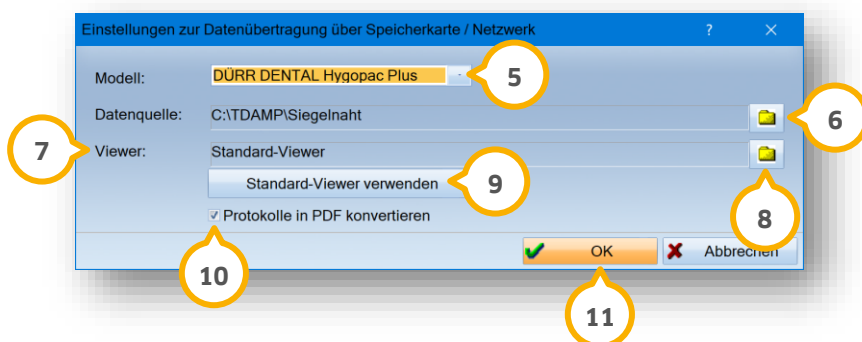 Einstellungen zur Datenübertragung über Speicherkarte / Netzwerk ? ×
Modell: DÜRR DENTAL Hygopac Plus 5
Datenquelle: C:\TDAMP\Siegelnaht 6
7 Viewer: Standard-Viewer
Standard-Viewer verwenden 9
8
Protokolle in PDF konvertieren
10
OK Abbrechen
11